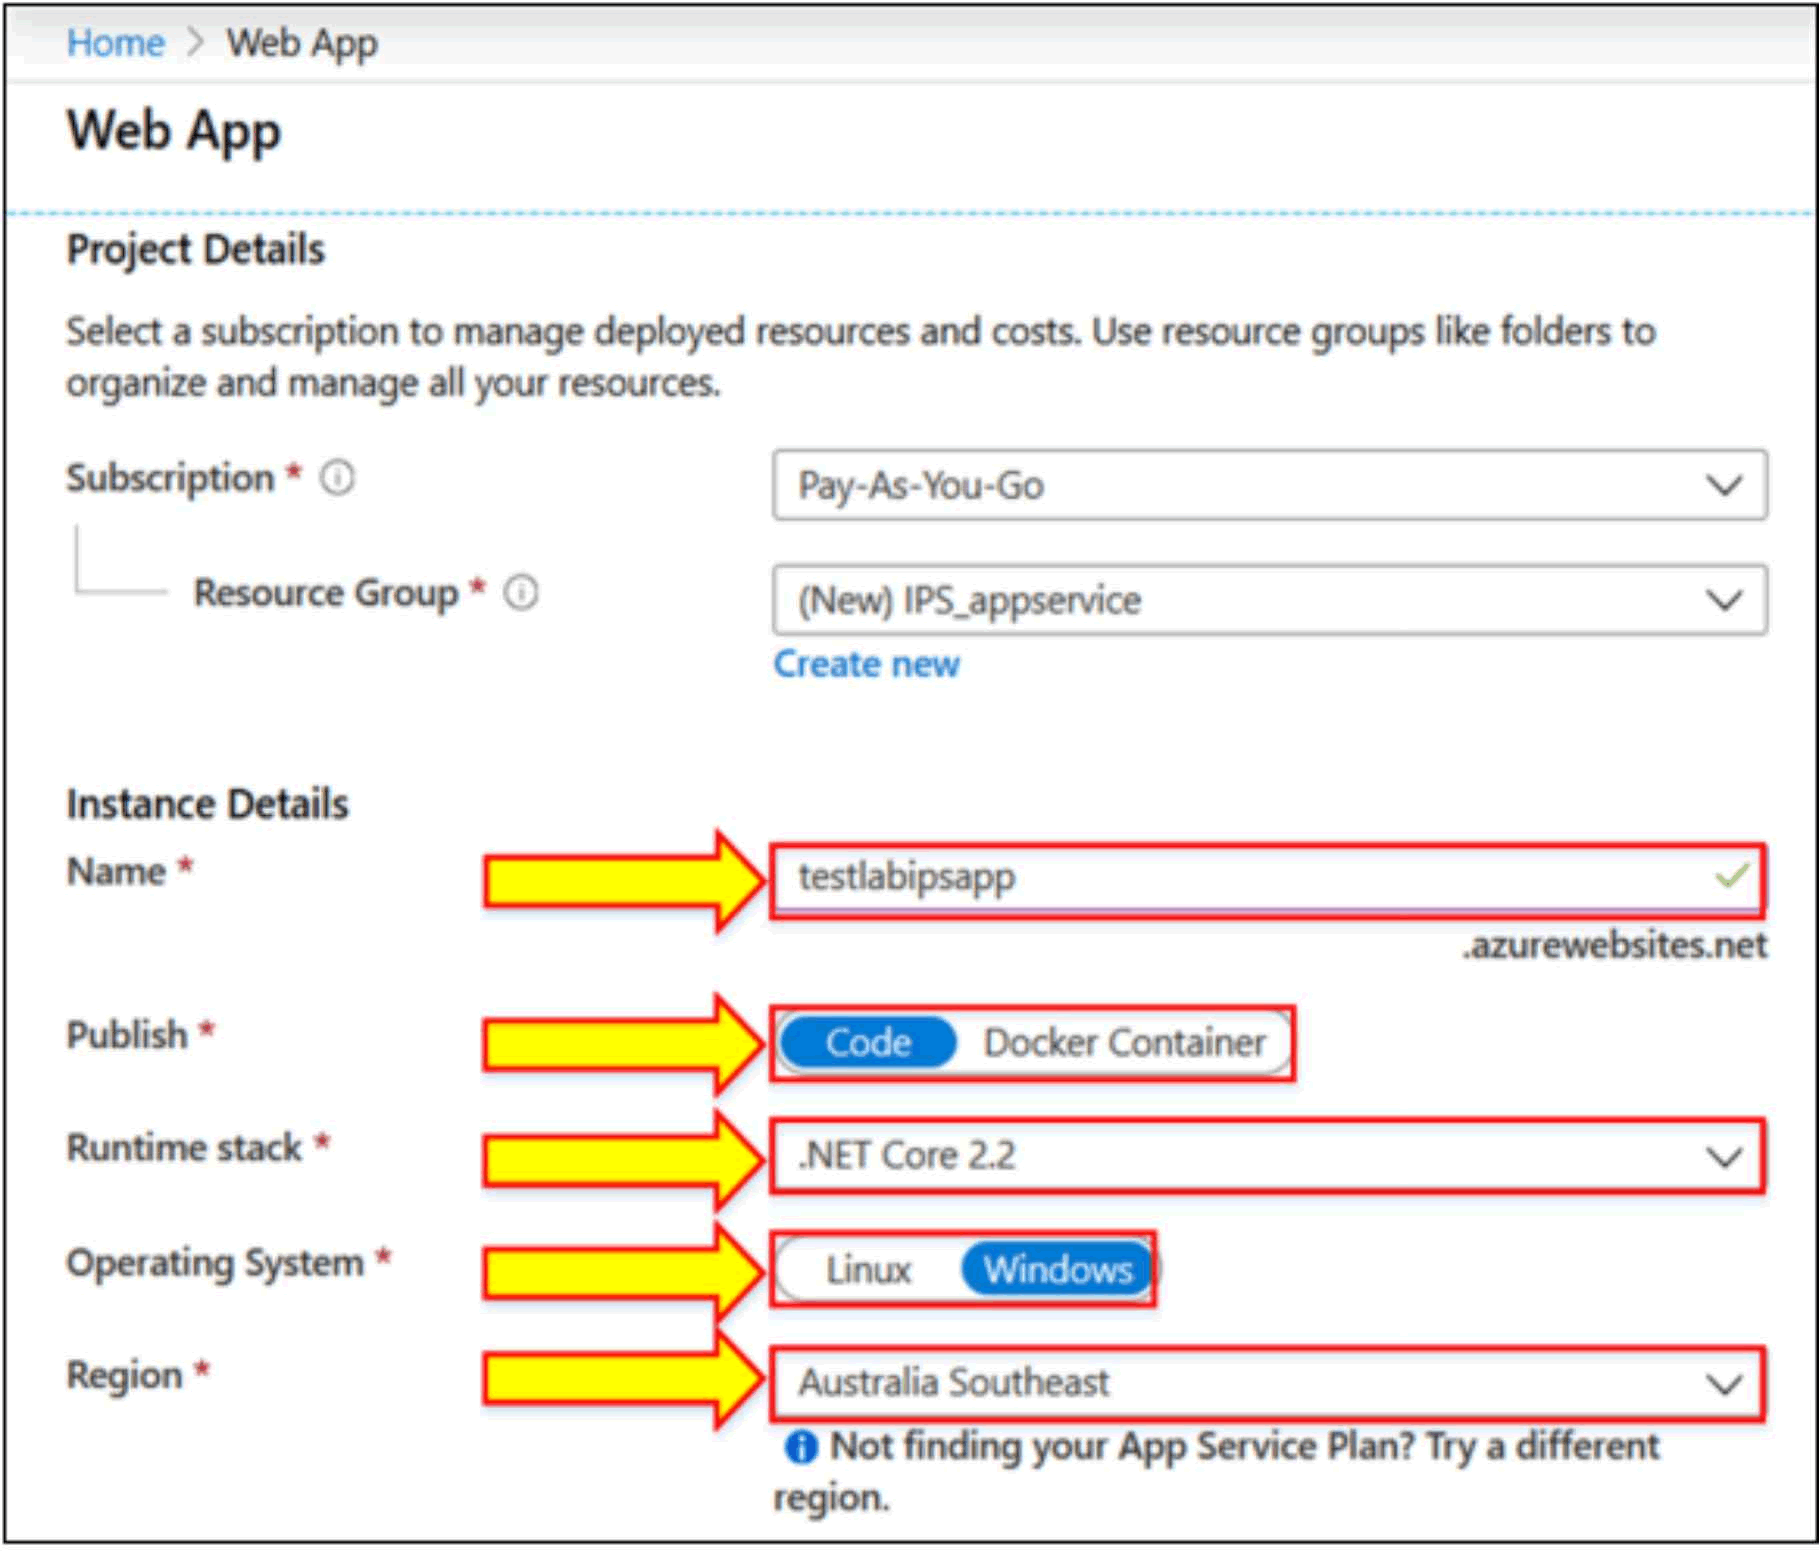 Home > Web App
Web App
Project Details
Select a subscription to manage deployed resources and costs. Use resource groups like folders to
organize and manage all your resources.
Subscription * Pay-As-You-Go
Resource Group * (New) IPS_appservice
Create new
Instance Details
Name * testlabipsapp
.azurewebsites.net
Publish * Code Docker Container
Runtime stack * .NET Core 2.2
Operating System * Linux Windows
Region * Australia Southeast
Not finding your App Service Plan? Try a different
region.